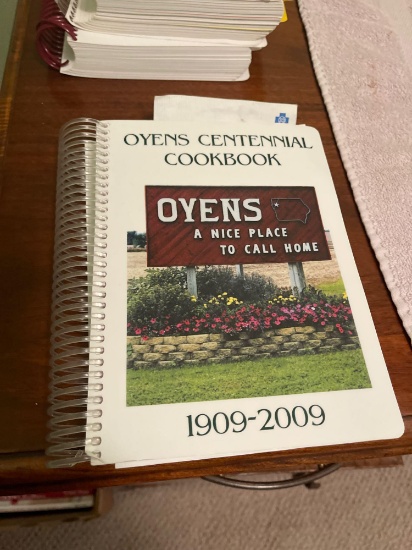 OYENS CENTENNIAL
COOKBOOK
OYENS
A NICE PLACE
TO CALL HOME
1909-2009